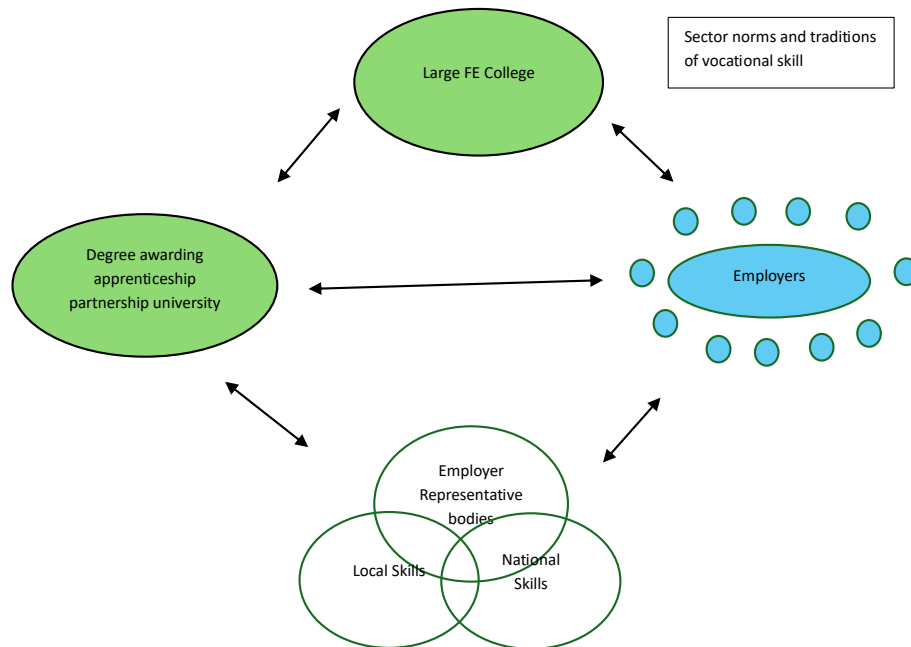 Large FE College
Sector norms and traditions
of vocational skill
Degree awarding
apprenticeship
partnership university
Employers
Employer
Representative
bodies
Local Skills
National
Skills